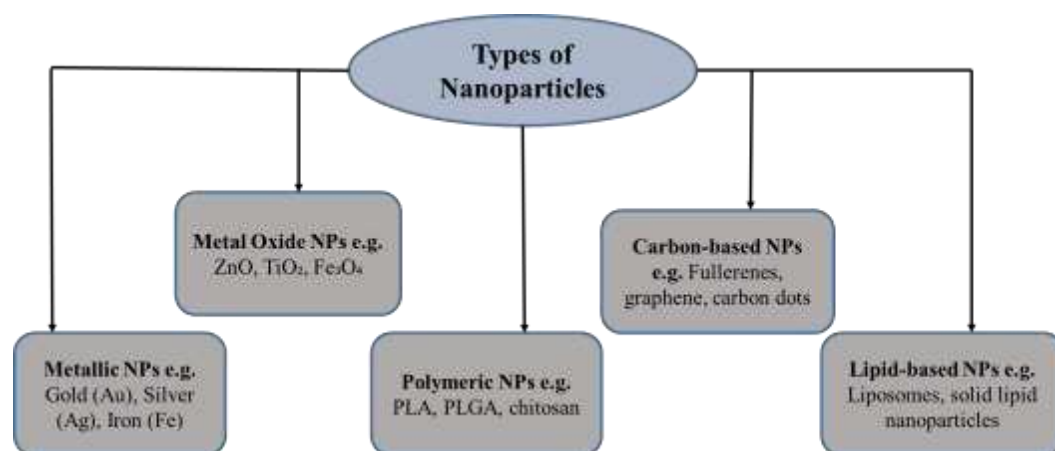 Types of
Nanoparticles
Metal Oxide NPs e.g.
ZnO, TiO₂, Fe₃O₄
Carbon-based NPs
e.g. Fullerenes,
graphene, carbon dots
Metallic NPs e.g.
Gold (Au), Silver
(Ag), Iron (Fe)
Polymeric NPs e.g.
PLA, PLGA, chitosan
Lipid-based NPs e.g.
Liposomes, solid lipid
nanoparticles